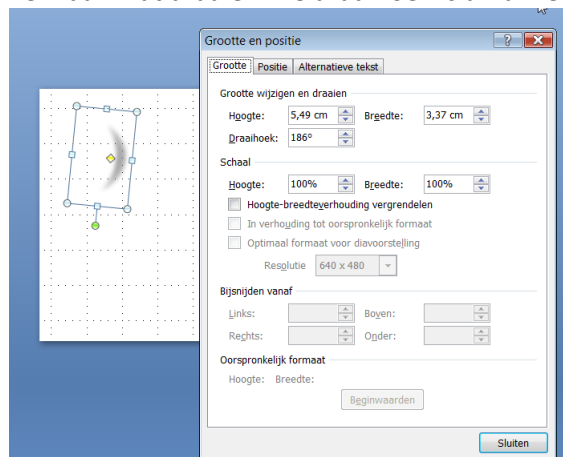 Grootte en positie
Grootte Positie Alternatieve tekst
Grootte wijzigen en draaien
Hoogte: 5,49 cm Breedte: 3,37 cm
Draaihoek: 186°
Schaal
Hoogte: 100% Breedte: 100%
Hoogte-breedteverhouding vergrendelen
In verhouding tot oorspronkelijk formaat
Optimaal formaat voor diavoorstelling
Resolutie 640 x 480
Bijsnijden vanaf
Links: Boven:
Rechts: Onder:
Oorspronkelijk formaat
Hoogte: Breedte:
Beginwaarden
Sluiten